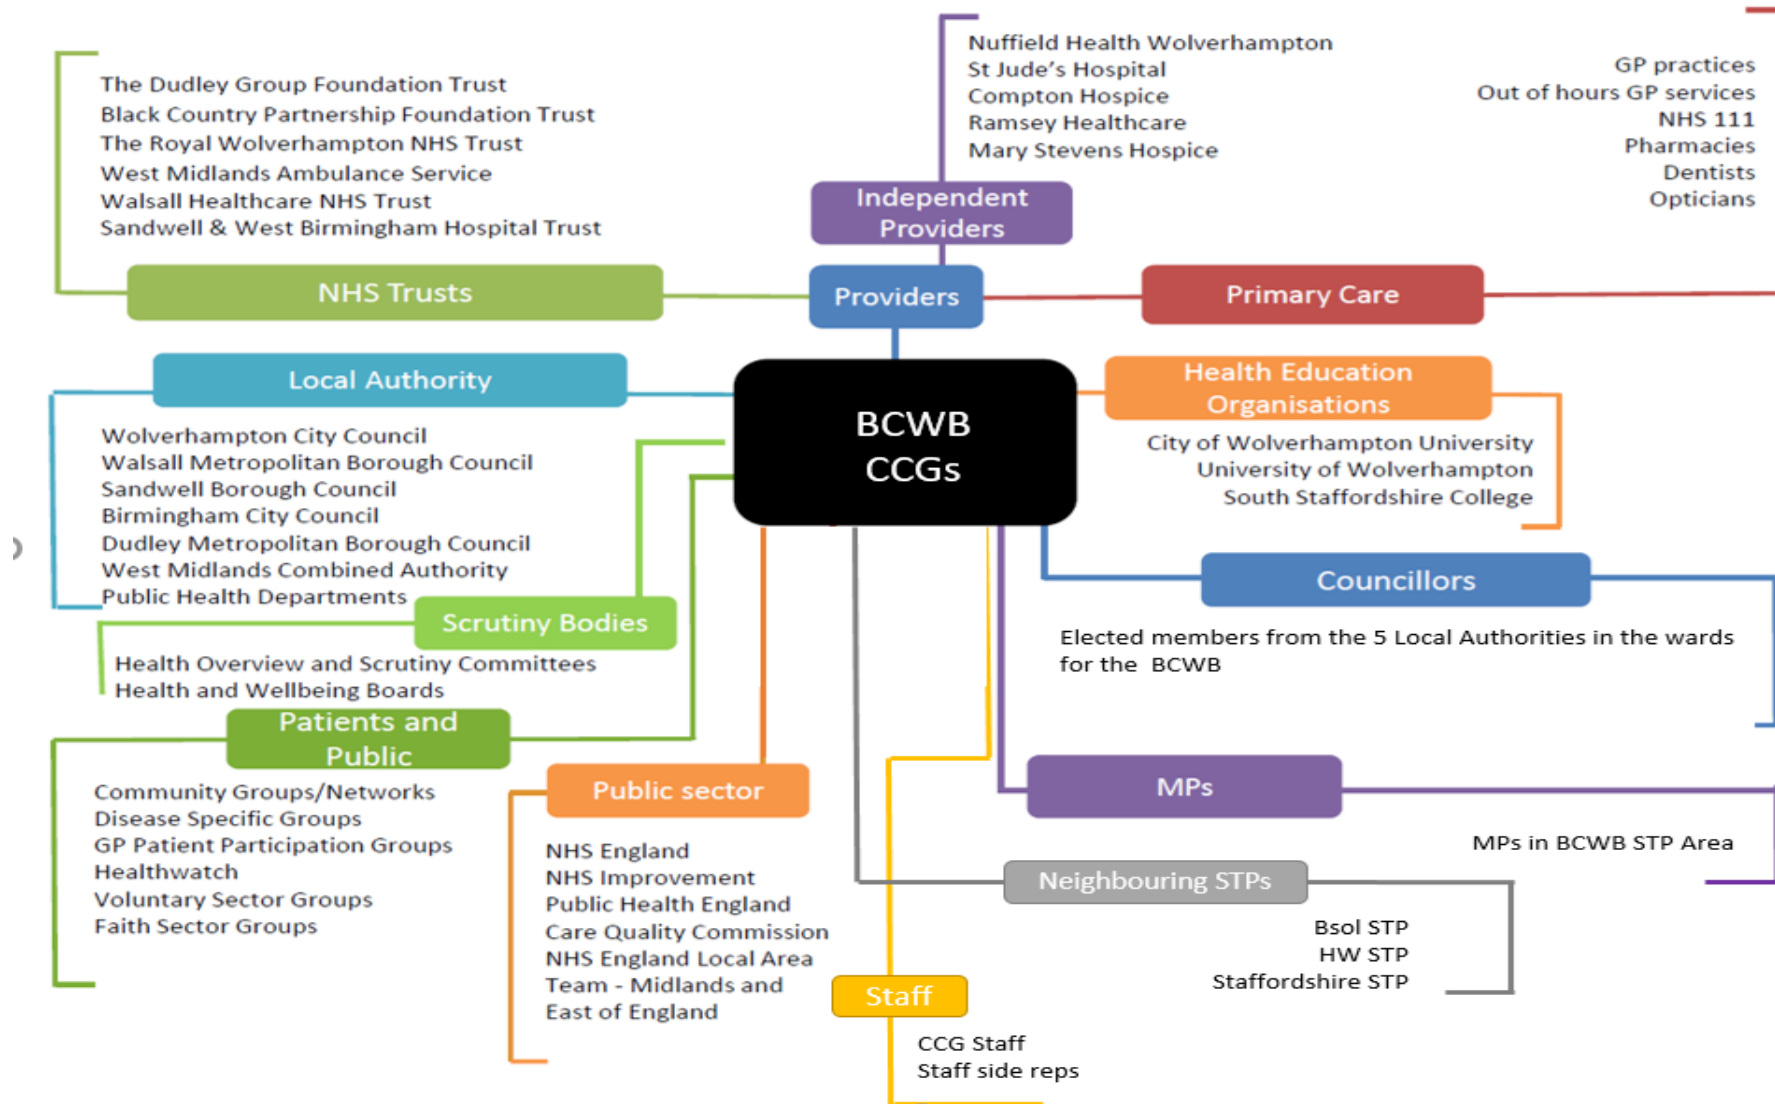 The Dudley Group Foundation Trust
Black Country Partnership Foundation Trust
The Royal Wolverhampton NHS Trust
West Midlands Ambulance Service
Walsall Healthcare NHS Trust
Sandwell & West Birmingham Hospital Trust
NHS Trusts
Nuffield Health Wolverhampton
St Jude's Hospital
Compton Hospice
Ramsey Healthcare
Mary Stevens Hospice
Independent
Providers
Providers
GP practices
Out of hours GP services
NHS 111
Pharmacies
Dentists
Opticians
Primary Care
BCWB
CCGs
Local Authority
Wolverhampton City Council
Walsall Metropolitan Borough Council
Sandwell Borough Council
Birmingham City Council
Dudley Metropolitan Borough Council
West Midlands Combined Authority
Public Health Departments
Scrutiny Bodies
Health Overview and Scrutiny Committees
Health and Wellbeing Boards
Patients and
Public
Community Groups/Networks
Disease Specific Groups
GP Patient Participation Groups
Healthwatch
Voluntary Sector Groups
Faith Sector Groups
Public sector
NHS England
NHS Improvement
Public Health England
Care Quality Commission
NHS England Local Area
Team - Midlands and
East of England
Health Education
Organisations
City of Wolverhampton University
University of Wolverhampton
South Staffordshire College
Councillors
Elected members from the 5 Local Authorities in the wards
for the BCWB
MPs
MPs in BCWB STP Area
Neighbouring STPs
Bsol STP
HW STP
Staffordshire STP
Staff
CCG Staff
Staff side reps